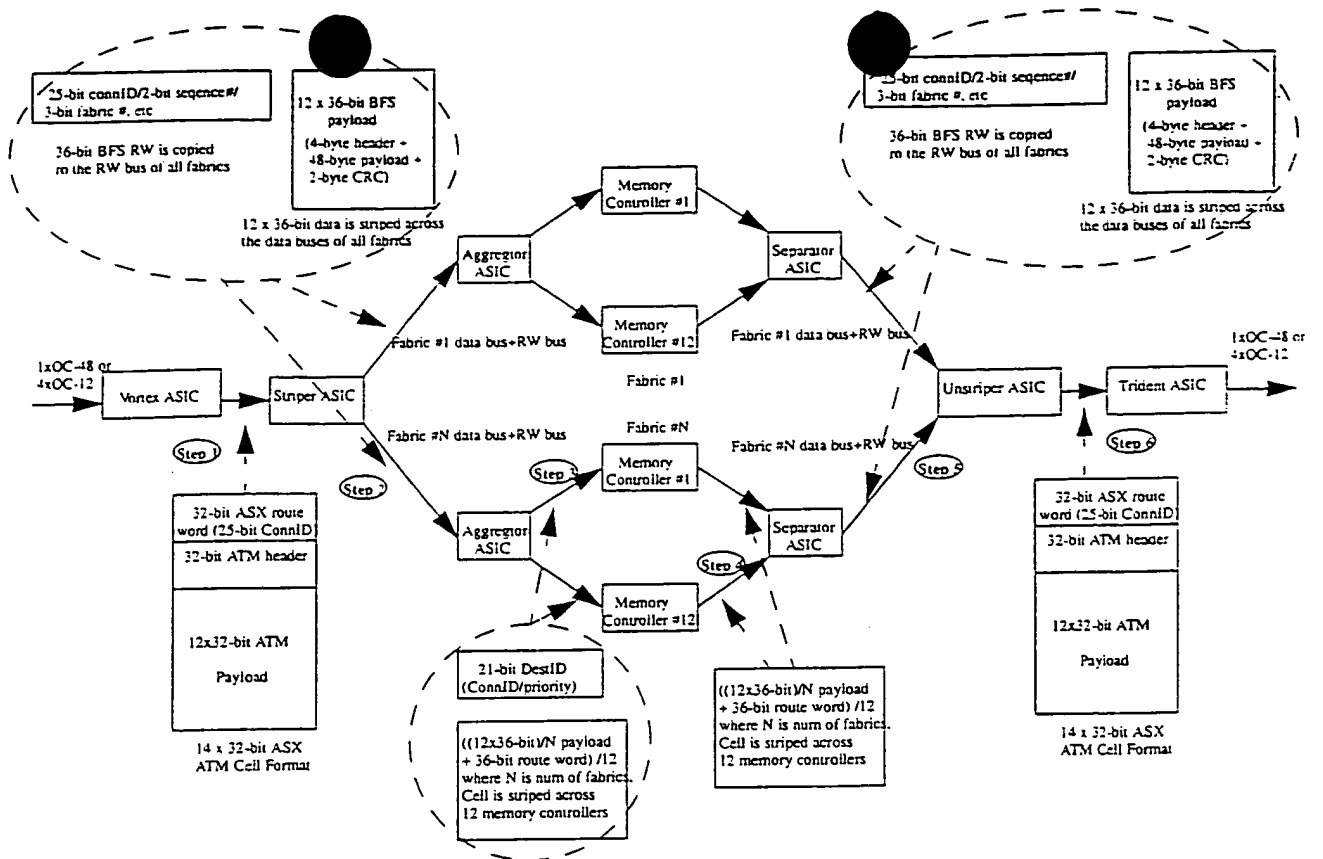 25-bit connID/2-bit seqence#/
3-bit fabric #, etc
36-bit BFS RW is copied
to the RW bus of all fabrics
12 x 36-bit BFS
payload
(4-byte header +
48-byte payload +
2-byte CRC)
12 x 36-bit data is striped across
the data buses of all fabrics
25-bit connID/2-bit seqence#/
3-bit fabric #, etc
36-bit BFS RW is copied
to the RW bus of all fabrics
12 x 36-bit BFS
payload
(4-byte header +
48-byte payload +
2-byte CRC)
12 x 36-bit data is striped across
the data buses of all fabrics
Memory
Controller #1
Aggregtor
ASIC
Separator
ASIC
Memory
Controller #12
Fabric #1 data bus+RW bus
Fabric #1 data bus+RW bus
Fabric #1
1xOC-48 or
4xOC-12
Vortex ASIC
Striper ASIC
Unstriper ASIC
Trident ASIC
1xOC-48 or
4xOC-12
Fabric #N data bus+RW bus
Fabric #N
Fabric #N data bus+RW bus
Step 1
Step 2
Step 3
Memory
Controller #1
Step 5
Step 6
Aggregtor
ASIC
Separator
ASIC
Step 4
Memory
Controller #12
32-bit ASX route
word (25-bit ConnID)
32-bit ATM header
12x32-bit ATM
Payload
14 x 32-bit ASX
ATM Cell Format
21-bit DestID
(ConnID/priority)
((12x36-bit)/N payload
+ 36-bit route word) /12
where N is num of fabrics.
Cell is striped across
12 memory controllers
((12x36-bit)/N payload
+ 36-bit route word) /12
where N is num of fabrics.
Cell is striped across
12 memory controllers
32-bit ASX route
word (25-bit ConnID)
32-bit ATM header
12x32-bit ATM
Payload
14 x 32-bit ASX
ATM Cell Format